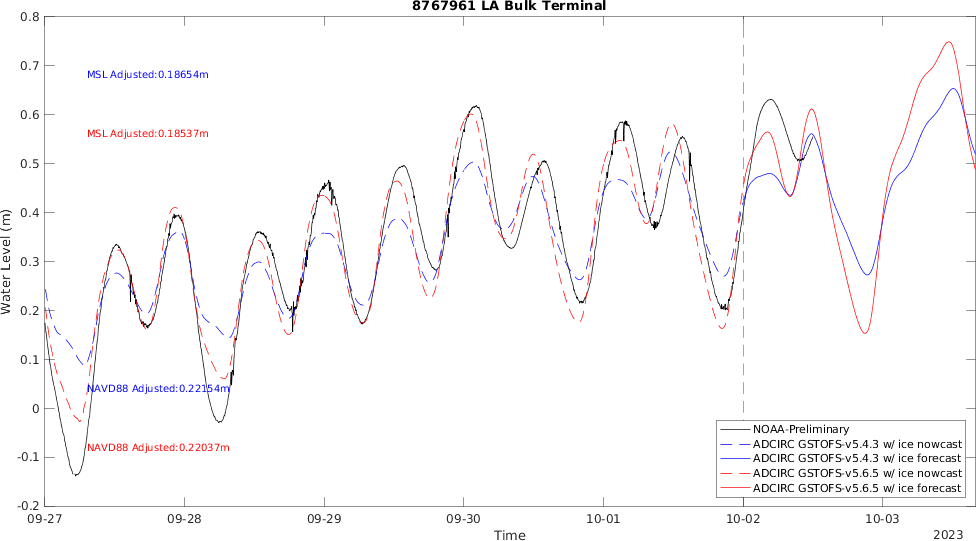 8767961 LA Bulk Terminal
0.8
0.7
0.6
0.5
0.4
0.3
0.2
0.1
0
-0.1
-0.2
Water Level (m)
MSL Adjusted:0.18654m
MSL Adjusted:0.18537m
NAVD88 Adjusted:0.22154m
NAVD88 Adjusted:0.22037m
NOAA-Preliminary
ADCIRC GSTOFS-v5.4.3 w/ ice nowcast
ADCIRC GSTOFS-v5.4.3 w/ ice forecast
ADCIRC GSTOFS-v5.6.5 w/ ice nowcast
ADCIRC GSTOFS-v5.6.5 w/ ice forecast
09-27 09-28 09-29 09-30 10-01 10-02 10-03
Time
2023